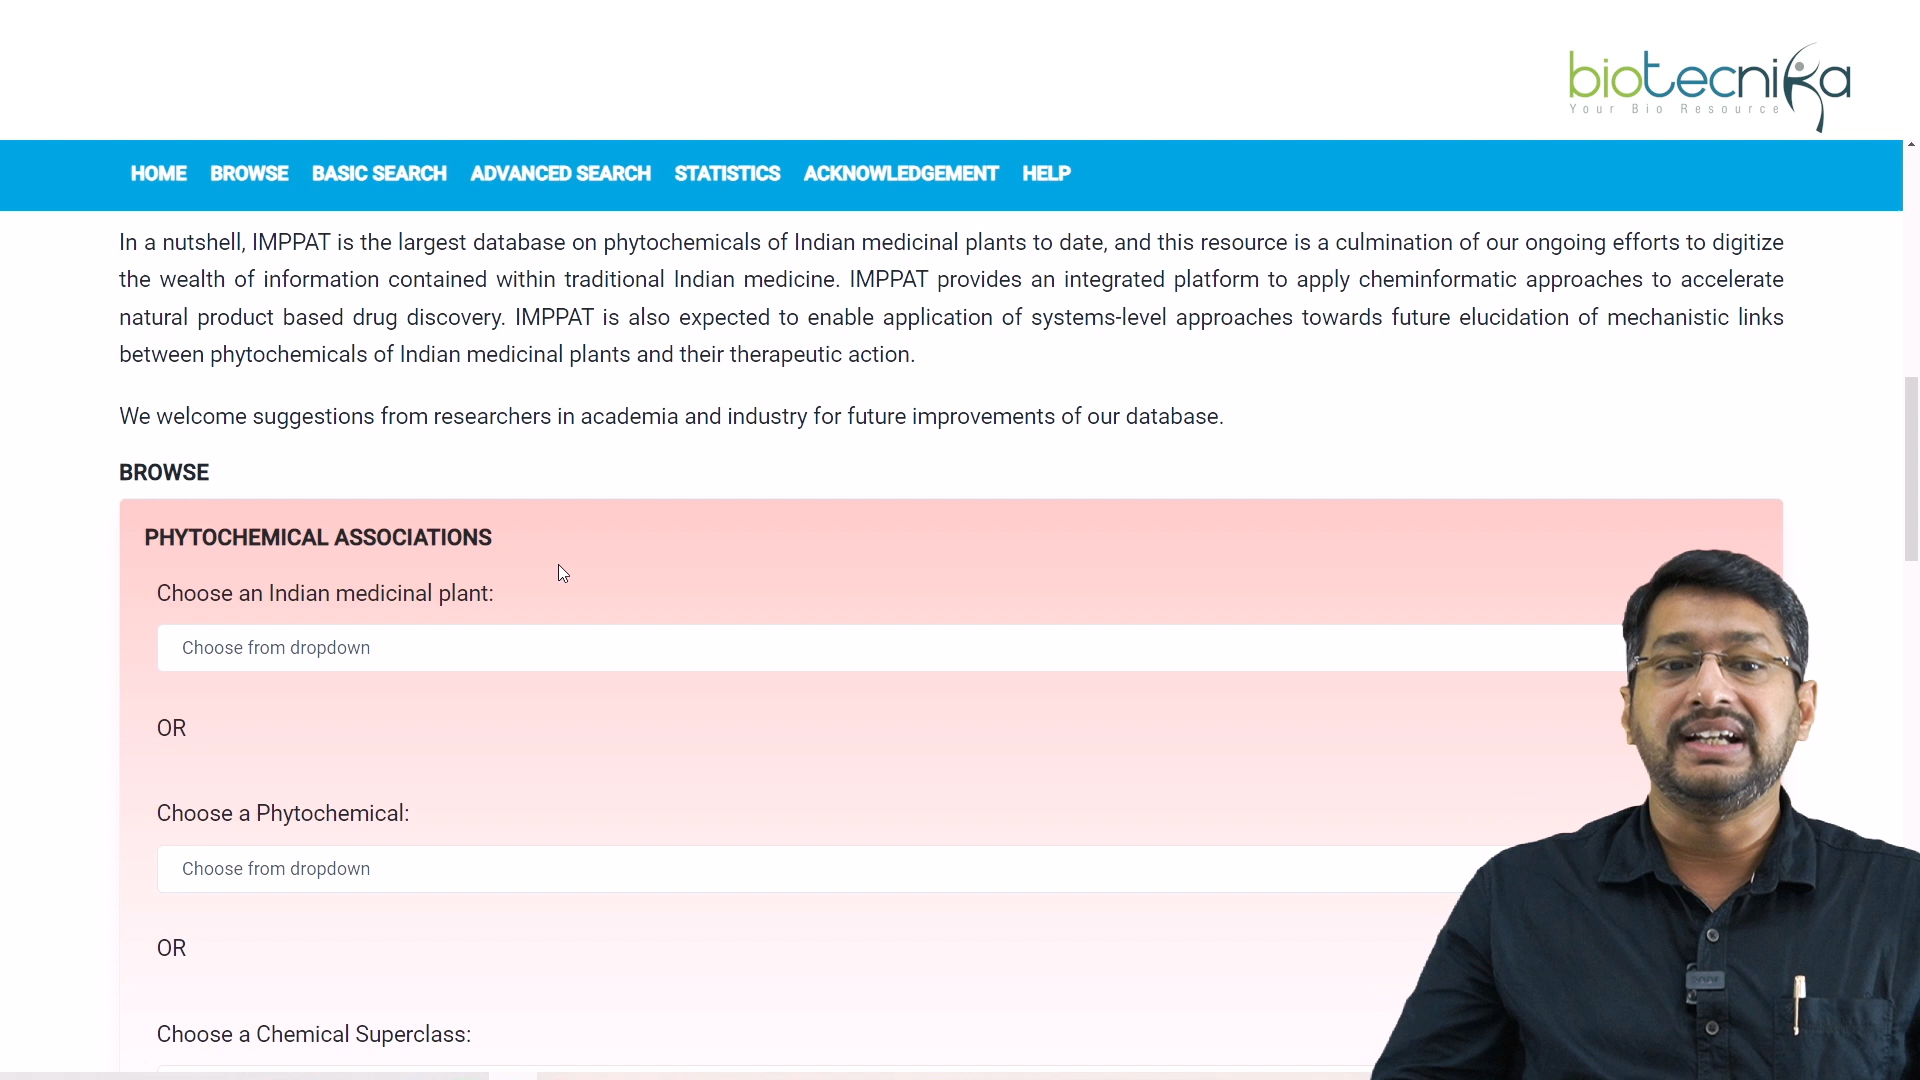 biotecnika
Your Bio Resource
HOME BROWSE BASIC SEARCH ADVANCED SEARCH STATISTICS ACKNOWLEDGEMENT HELP
In a nutshell, IMPPAT is the largest database on phytochemicals of Indian medicinal plants to date, and this resource is a culmination of our ongoing efforts to digitize
the wealth of information contained within traditional Indian medicine. IMPPAT provides an integrated platform to apply cheminformatic approaches to accelerate
natural product based drug discovery. IMPPAT is also expected to enable application of systems-level approaches towards future elucidation of mechanistic links
between phytochemicals of Indian medicinal plants and their therapeutic action.
We welcome suggestions from researchers in academia and industry for future improvements of our database.
BROWSE
PHYTOCHEMICAL ASSOCIATIONS
Choose an Indian medicinal plant:
Choose from dropdown
OR
Choose a Phytochemical:
Choose from dropdown
OR
Choose a Chemical Superclass: